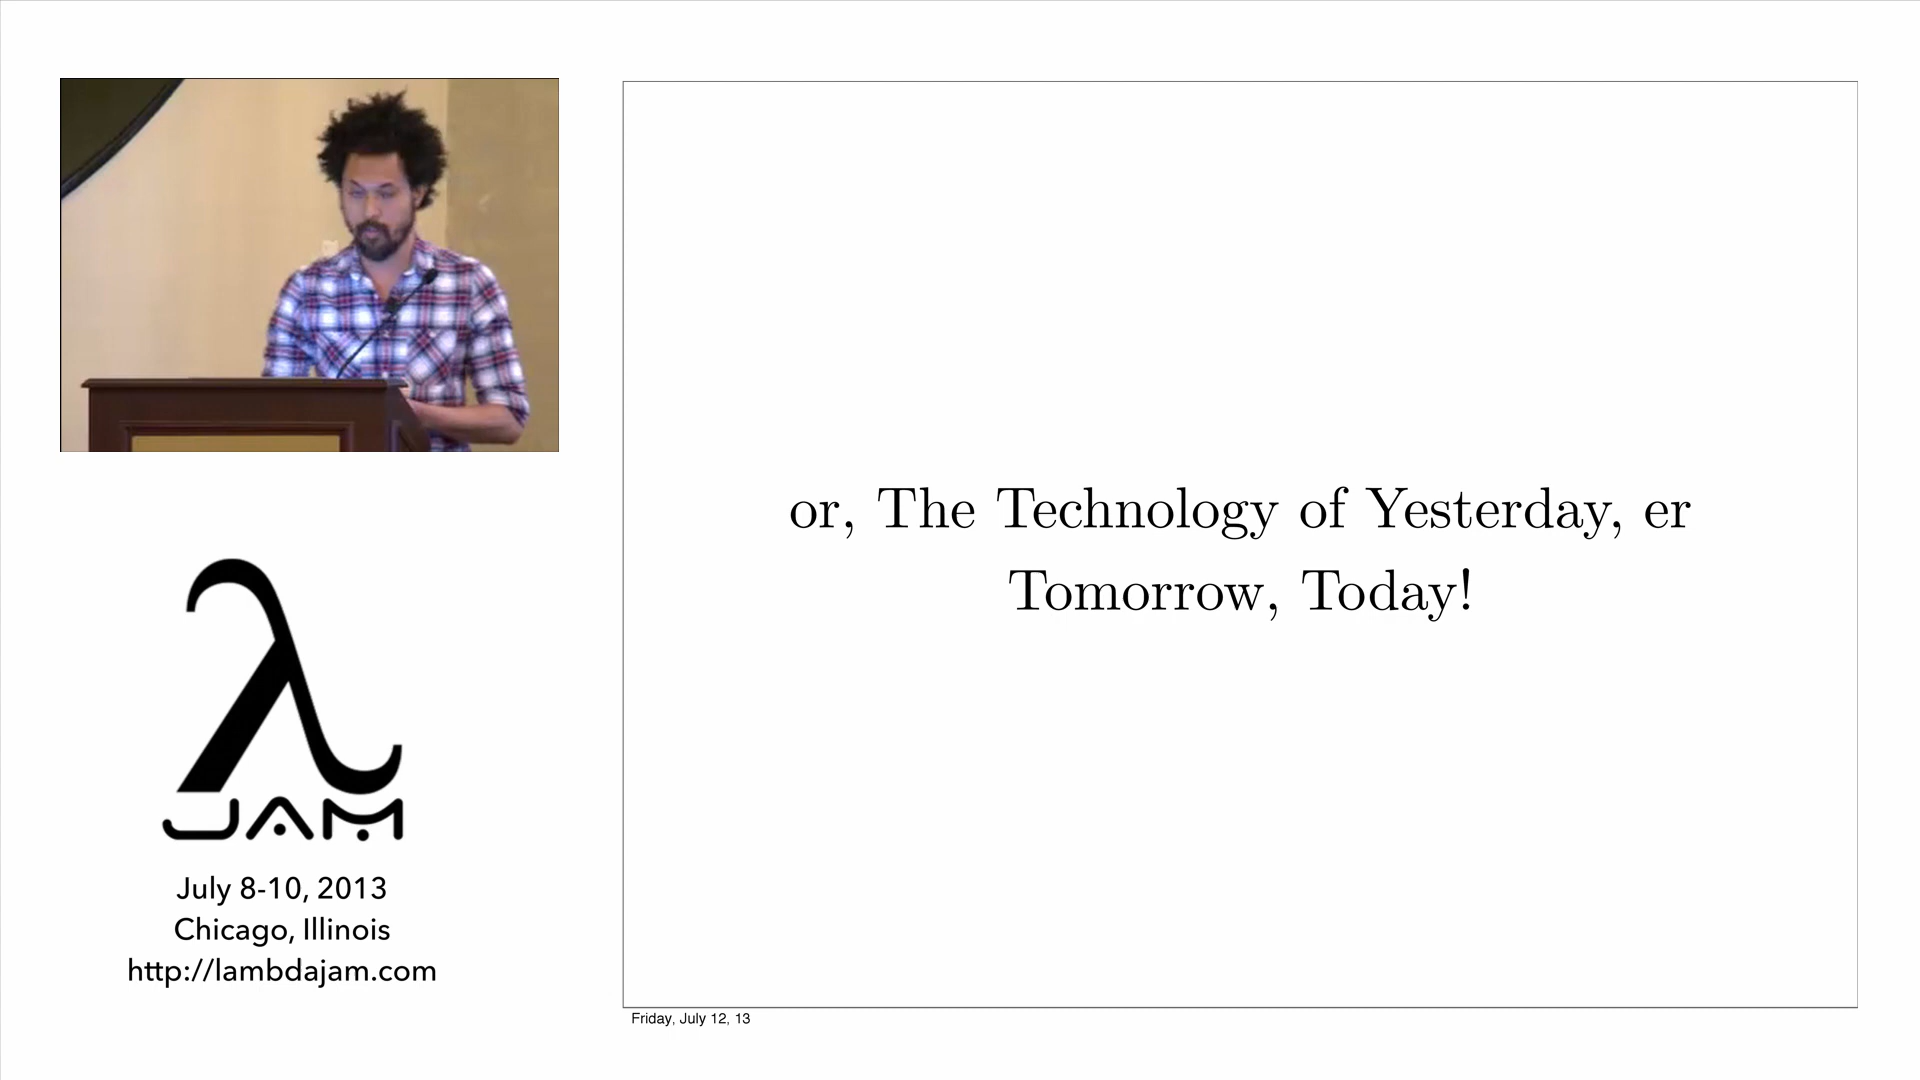 or, The Technology of Yesterday, er
Tomorrow, Today!
JAM
July 8-10, 2013
Chicago, Illinois
http://lambdajam.com
Friday, July 12, 13